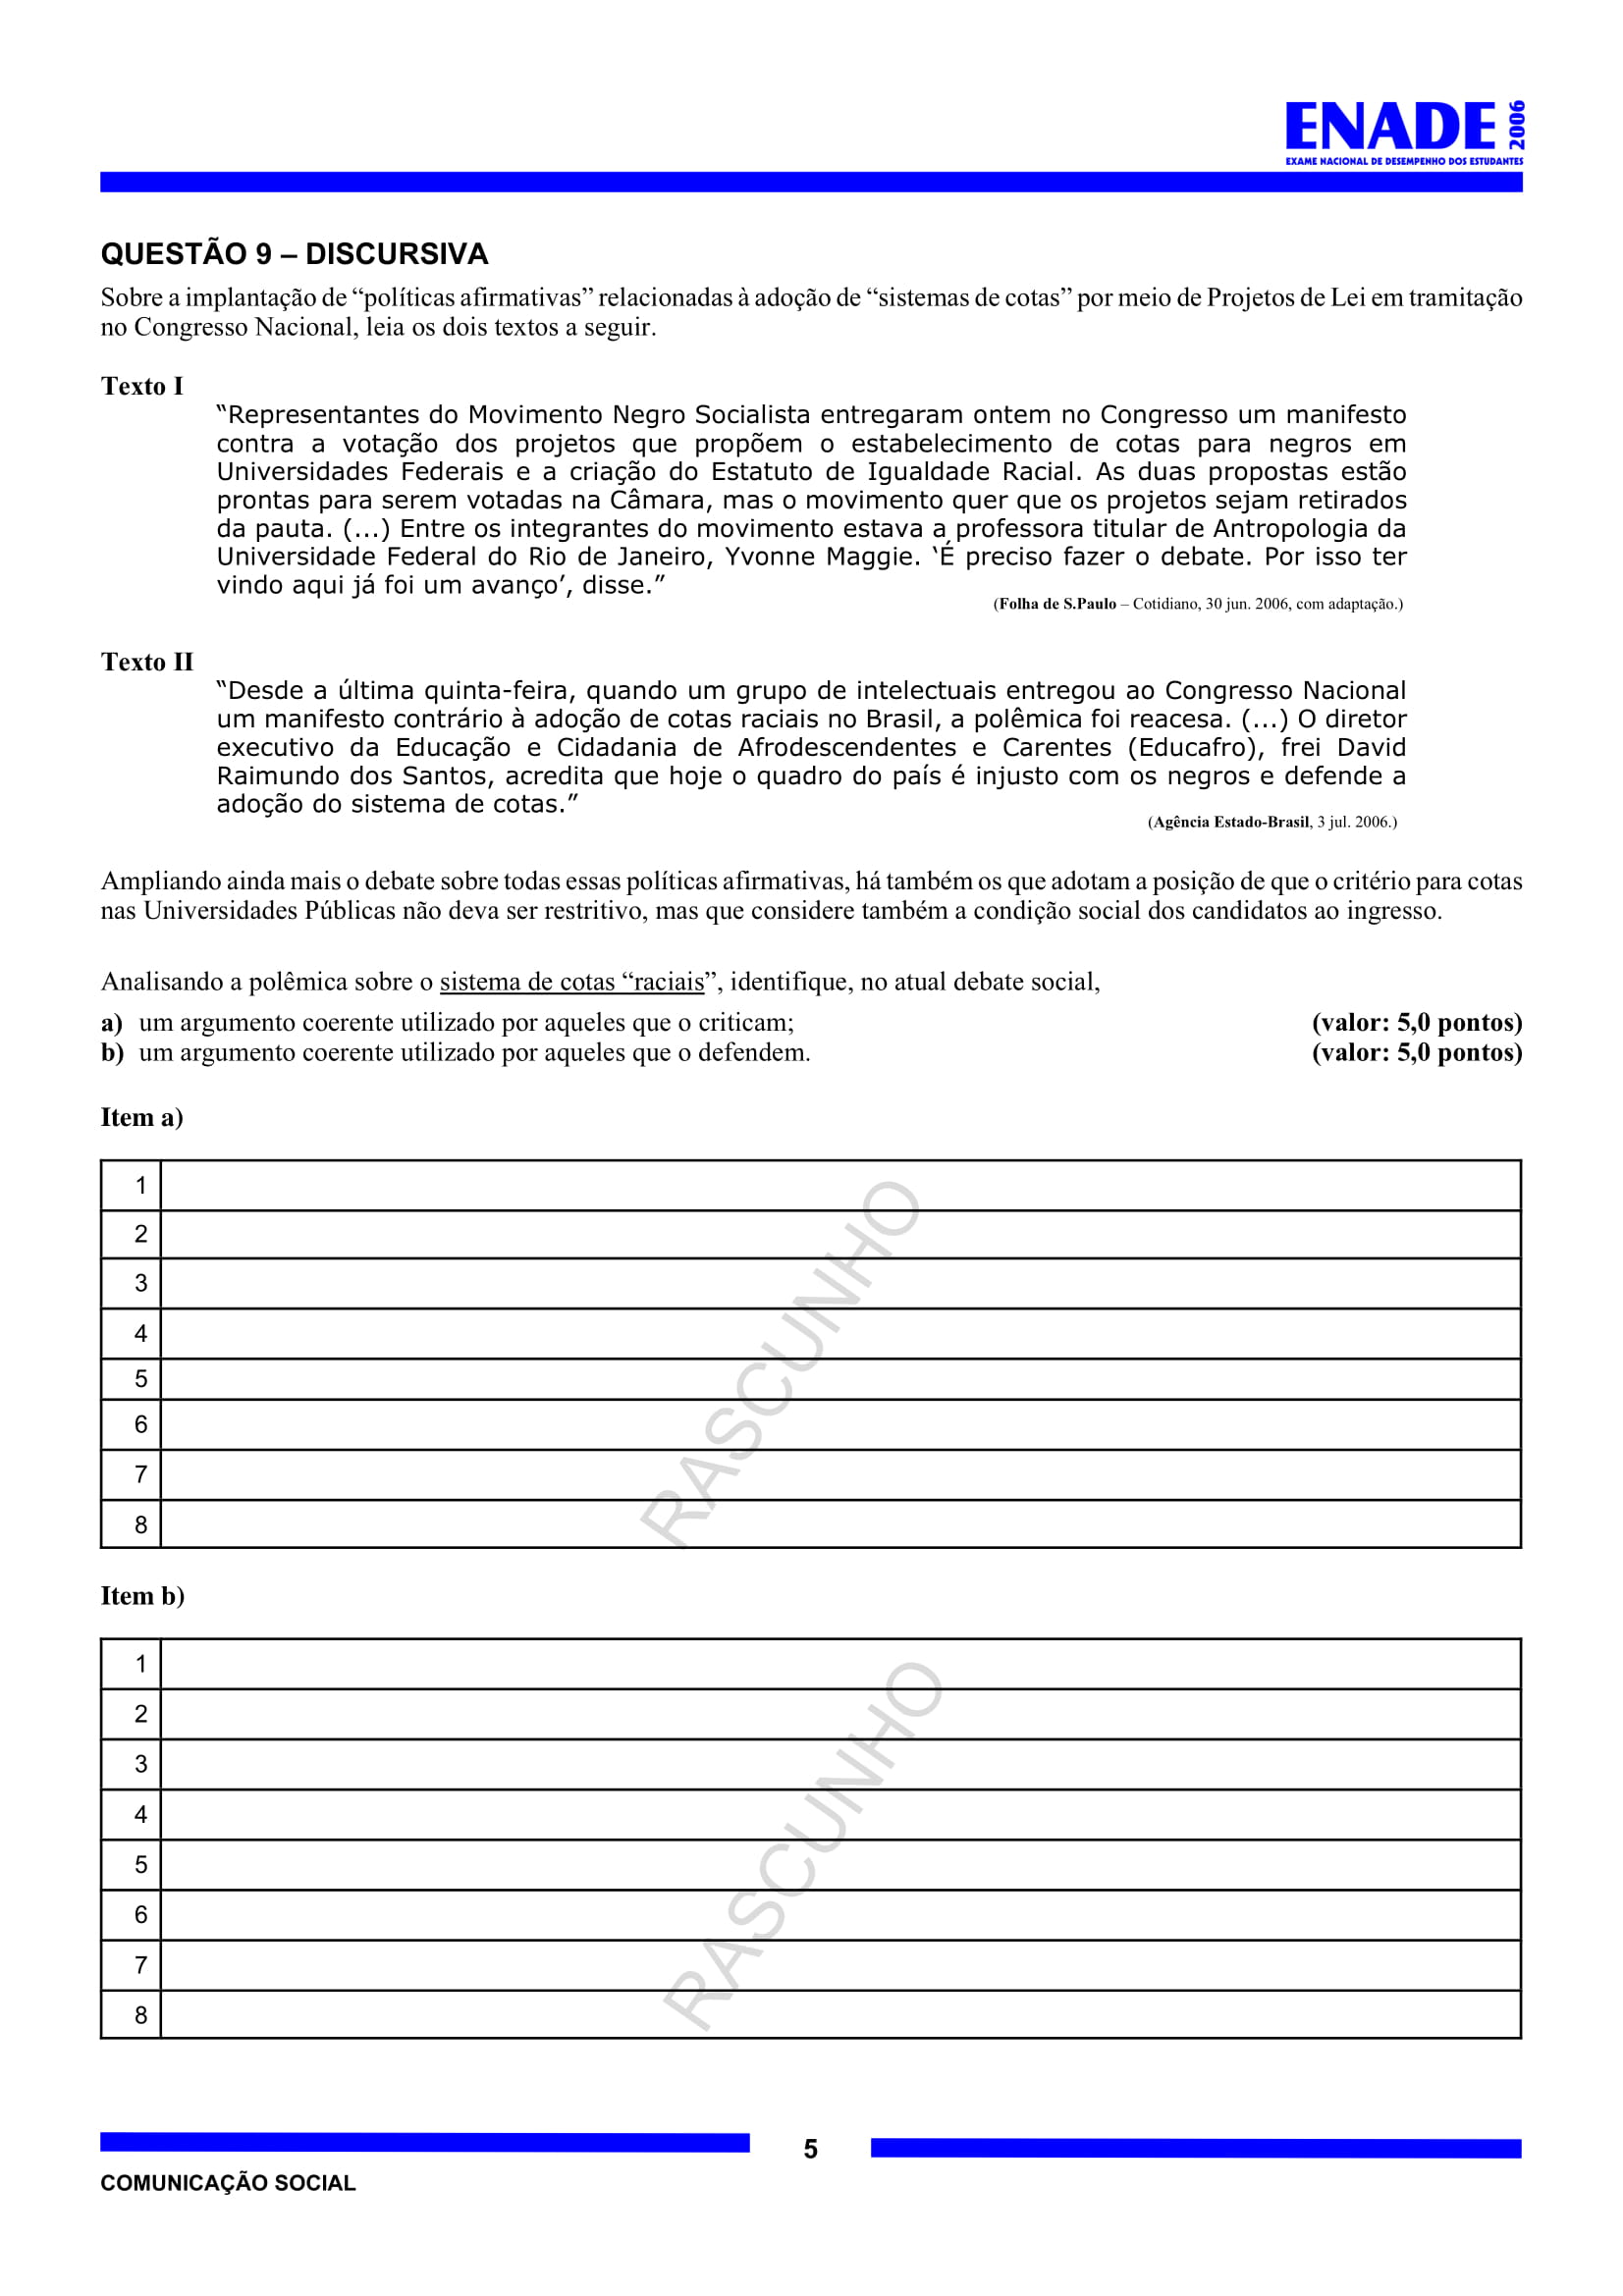 ENADE 2006
EXAME NACIONAL DE DESEMPENHO DOS ESTUDANTES
QUESTÃO 9 – DISCURSIVA
Sobre a implantação de “políticas afirmativas” relacionadas à adoção de “sistemas de cotas” por meio de Projetos de Lei em tramitação
no Congresso Nacional, leia os dois textos a seguir.
Texto I
“Representantes do Movimento Negro Socialista entregaram ontem no Congresso um manifesto
contra a votação dos projetos que propõem o estabelecimento de cotas para negros em
Universidades Federais e a criação do Estatuto de Igualdade Racial. As duas propostas estão
prontas para serem votadas na Câmara, mas o movimento quer que os projetos sejam retirados
da pauta. (...) Entre os integrantes do movimento estava a professora titular de Antropologia da
Universidade Federal do Rio de Janeiro, Yvonne Maggie. ‘É preciso fazer o debate. Por isso ter
vindo aqui já foi um avanço’, disse.”
(Folha de S.Paulo – Cotidiano, 30 jun. 2006, com adaptação.)
Texto II
“Desde a última quinta-feira, quando um grupo de intelectuais entregou ao Congresso Nacional
um manifesto contrário à adoção de cotas raciais no Brasil, a polêmica foi reacesa. (...) O diretor
executivo da Educação e Cidadania de Afrodescendentes e Carentes (Educafro), frei David
Raimundo dos Santos, acredita que hoje o quadro do país é injusto com os negros e defende a
adoção do sistema de cotas.”
(Agência Estado-Brasil, 3 jul. 2006.)
Ampliando ainda mais o debate sobre todas essas políticas afirmativas, há também os que adotam a posição de que o critério para cotas
nas Universidades Públicas não deva ser restritivo, mas que considere também a condição social dos candidatos ao ingresso.
Analisando a polêmica sobre o sistema de cotas “raciais”, identifique, no atual debate social,
a) um argumento coerente utilizado por aqueles que o criticam; (valor: 5,0 pontos)
b) um argumento coerente utilizado por aqueles que o defendem. (valor: 5,0 pontos)
Item a)
1
2
3
4
5
6
7
8
RASCUNHO
Item b)
1
2
3
4
5
6
7
8
RASCUNHO
5
COMUNICAÇÃO SOCIAL